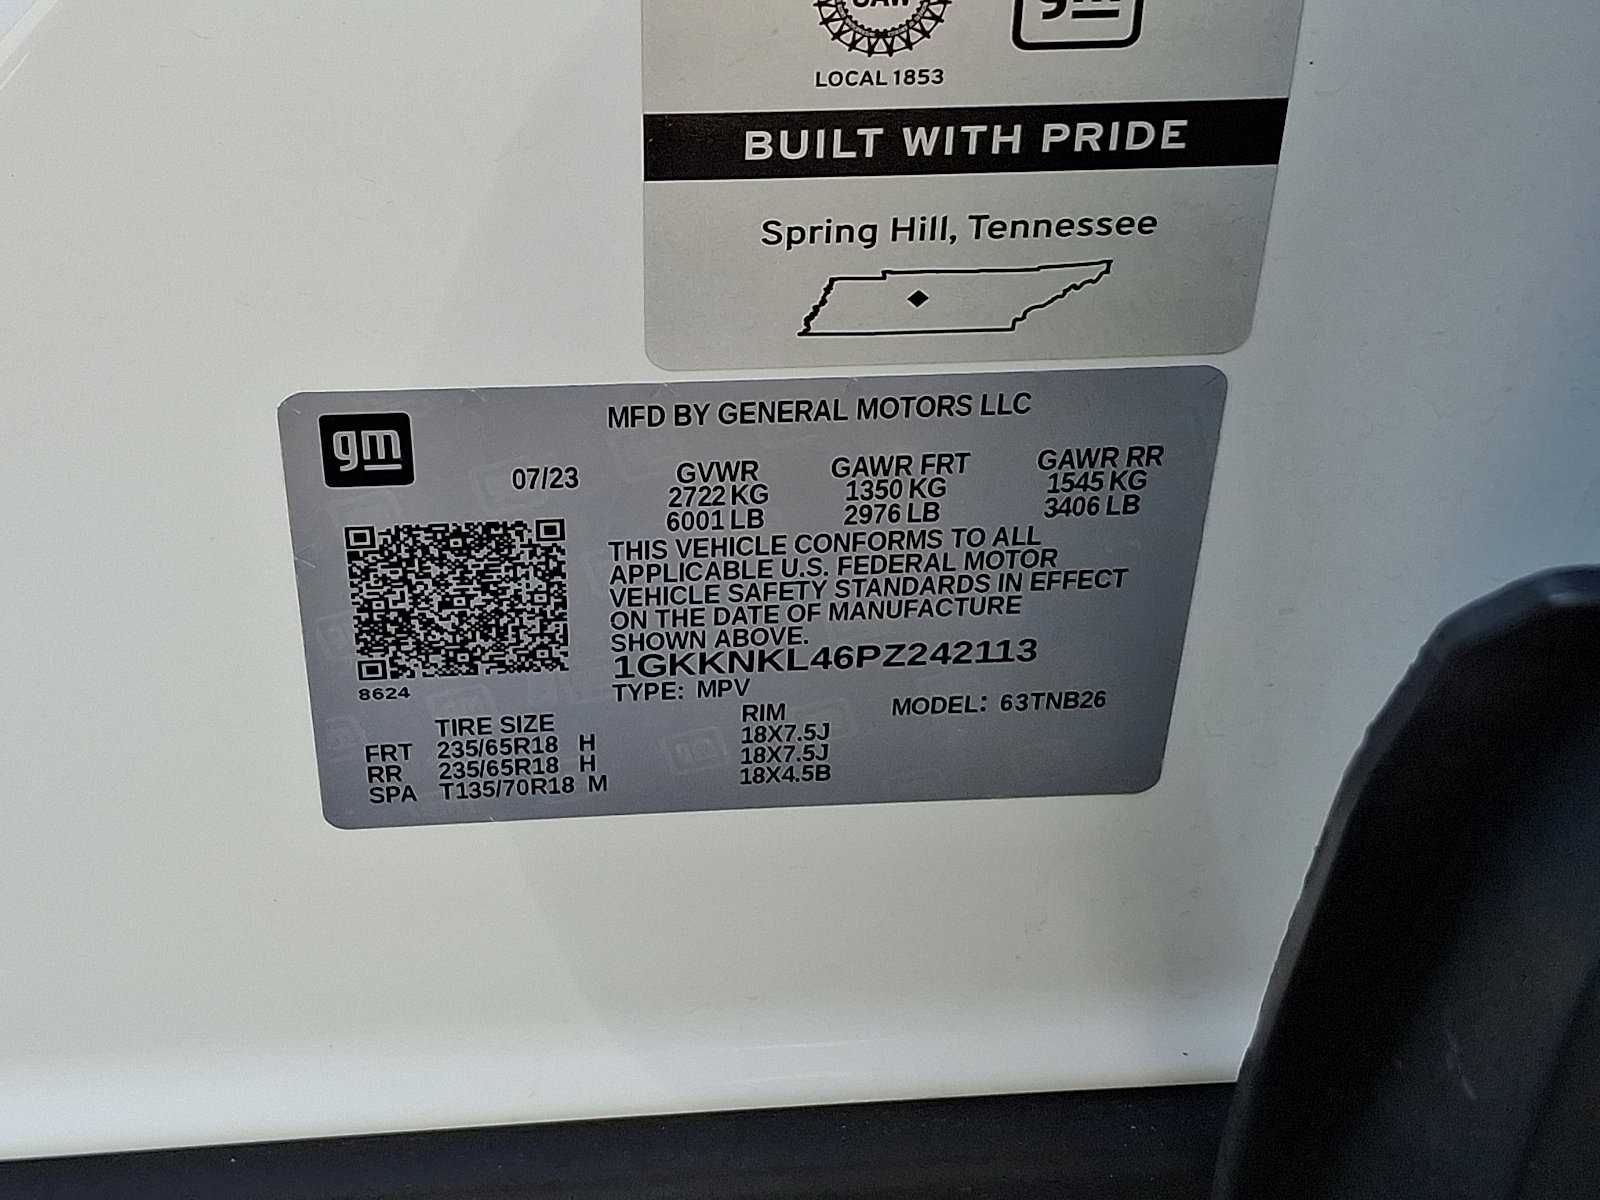 UAW
gm
LOCAL 1853
BUILT WITH PRIDE
Spring Hill, Tennessee
gm
MFD BY GENERAL MOTORS LLC
07/23
GVWR GAWR FRT GAWR RR
2722 KG 1350 KG 1545 KG
6001 LB 2976 LB 3406 LB
THIS VEHICLE CONFORMS TO ALL
APPLICABLE U.S. FEDERAL MOTOR
VEHICLE SAFETY STANDARDS IN EFFECT
ON THE DATE OF MANUFACTURE
SHOWN ABOVE.
1GKKNKL46PZ242113
8624
TYPE: MPV
MODEL: 63TNB26
TIRE SIZE RIM
FRT 235/65R18 H 18X7.5J
RR 235/65R18 H 18X7.5J
SPA T135/70R18 M 18X4.5B